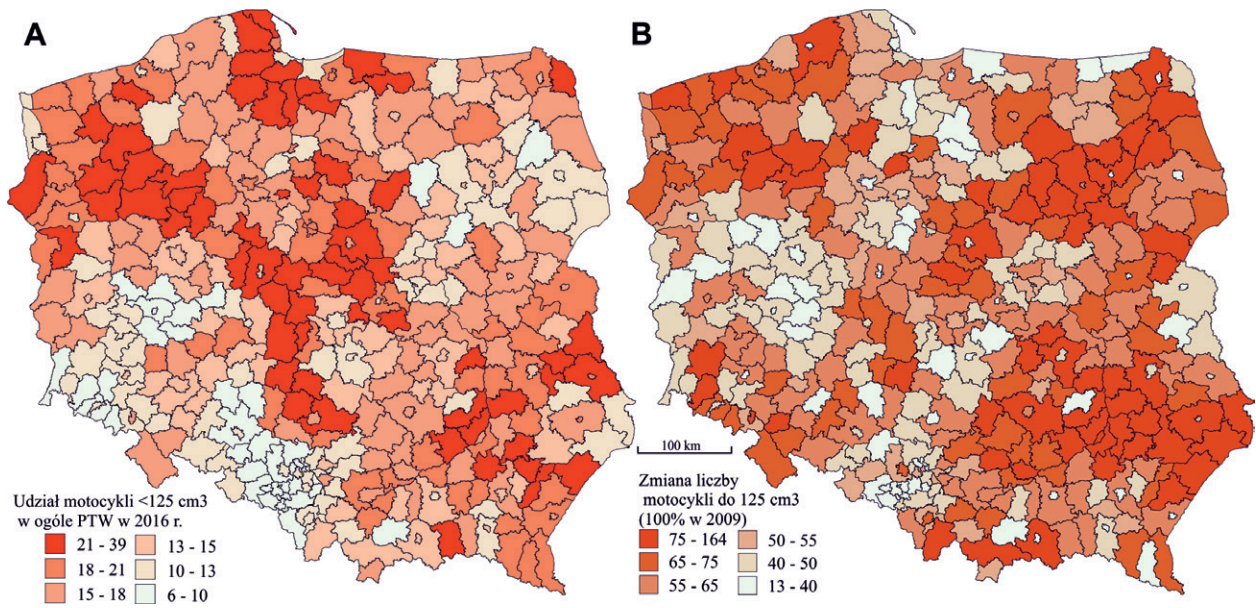 A
B
100 km
Udział motocykli <125 cm3
w ogóle PTW w 2016 r.
21 - 39
13 - 15
18 - 21
10 - 13
15 - 18
6 - 10
Zmiana liczby
motocykli do 125 cm3
(100% w 2009)
75 - 164
50 - 55
65 - 75
40 - 50
55 - 65
13 - 40